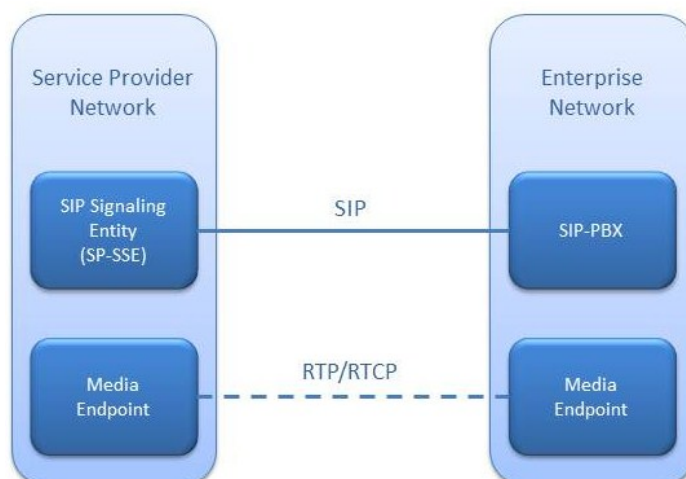 Service Provider
Network
Enterprise
Network
SIP Signaling
Entity
(SP-SSE)
SIP
SIP-PBX
Media
Endpoint
RTP/RTCP
Media
Endpoint